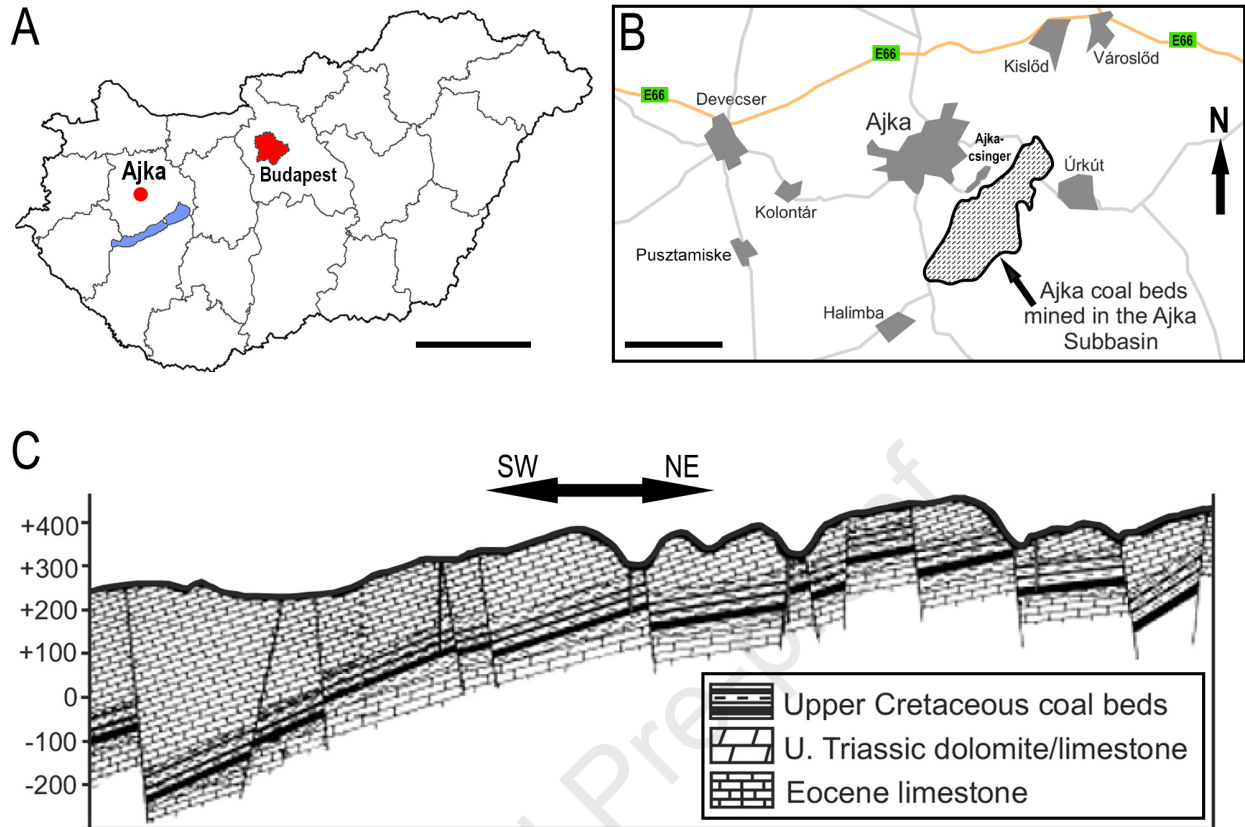 A
Ajka
Budapest
B
E66
E66
E66
Kislőd
Városlőd
Devecser
Ajka
Ajka-
csinger
N
Úrkút
Kolontár
Pusztamiske
Halimba
Ajka coal beds
mined in the Ajka
Subbasin
C
SW
NE
+400
+300
+200
+100
0
-100
-200
Upper Cretaceous coal beds
U. Triassic dolomite/limestone
Eocene limestone